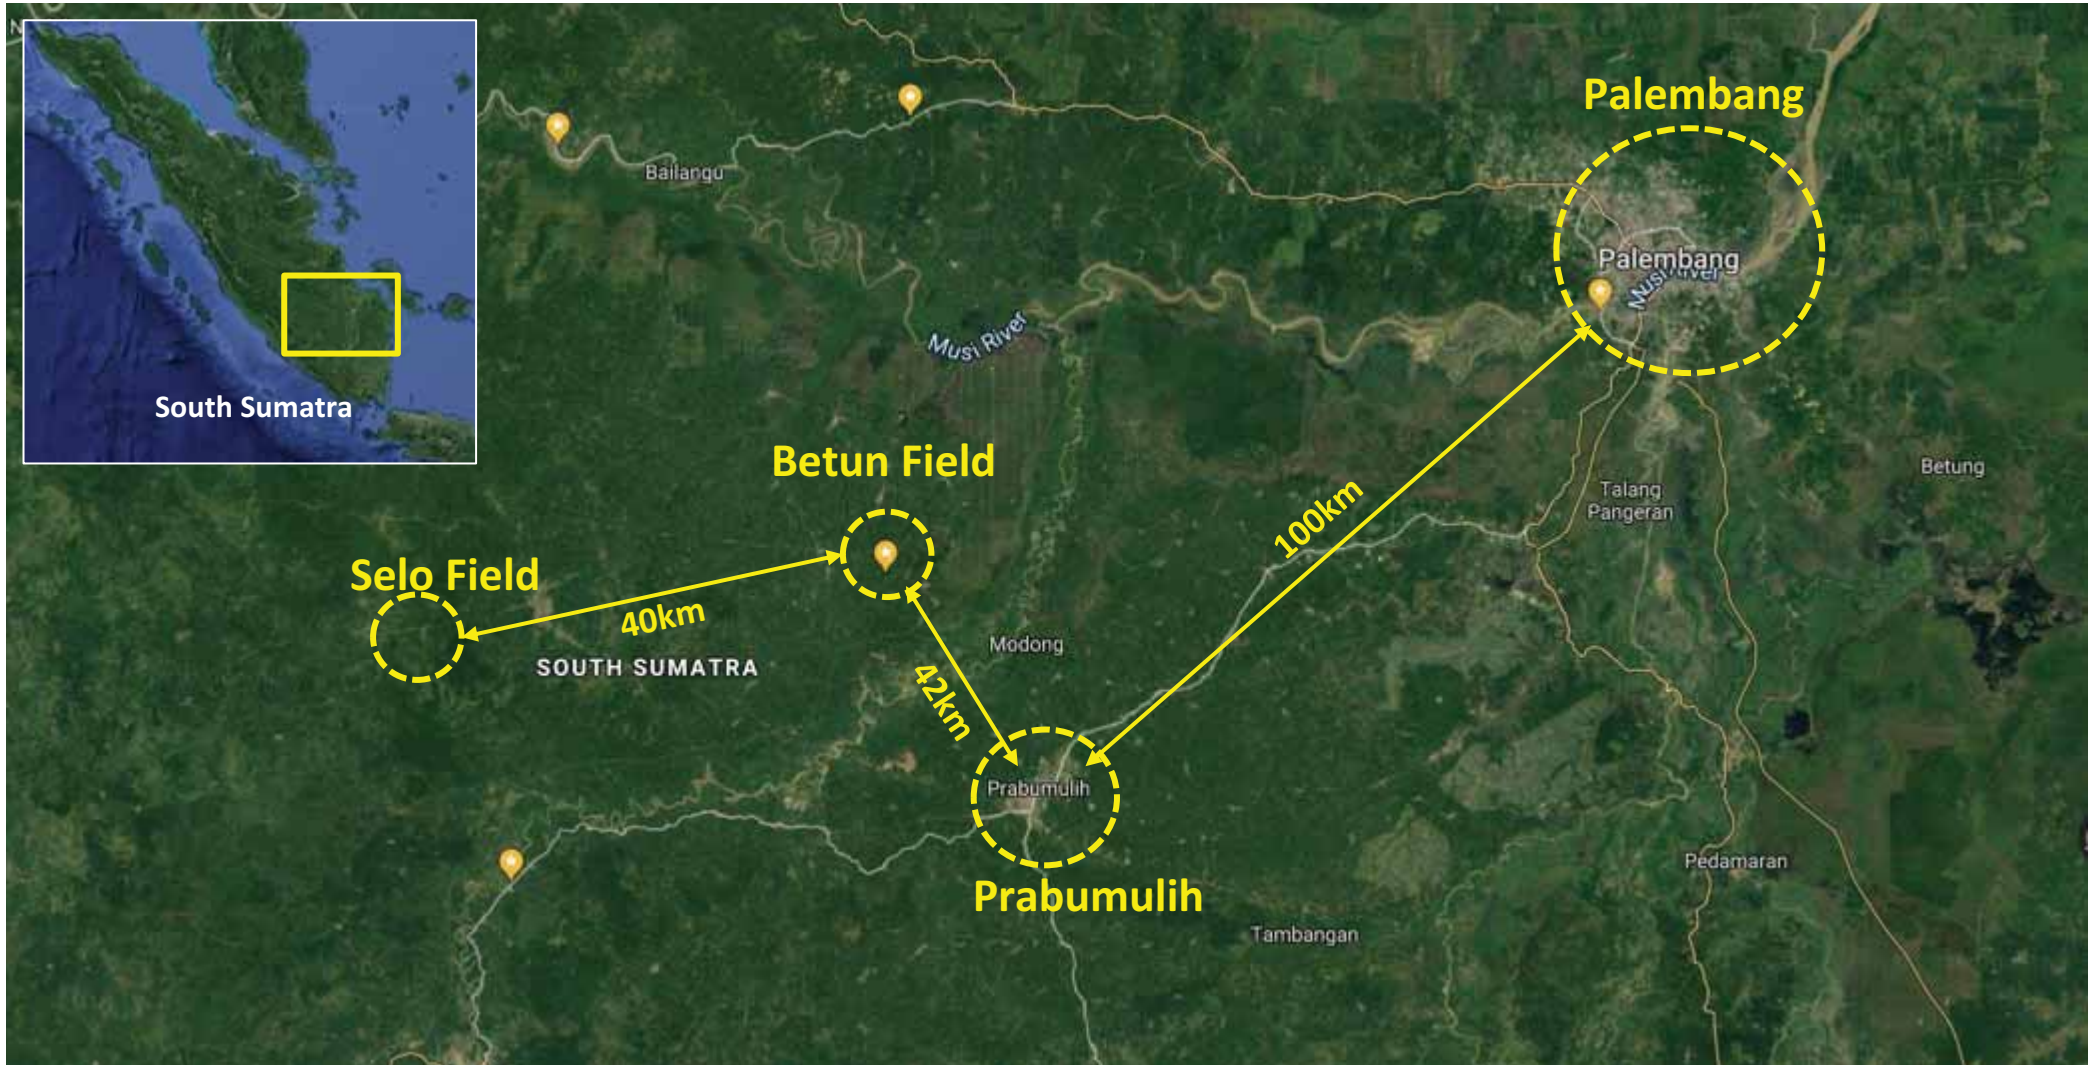 N
South Sumatra
Palembang
Bailangu
Palembang
Musi River
Musi River
Betun Field
Betung
Talang
Pangeran
100km
Selo Field
40km
Modong
SOUTH SUMATRA
42km
Prabumulih
Pedamaran
Prabumulih
Tambangan